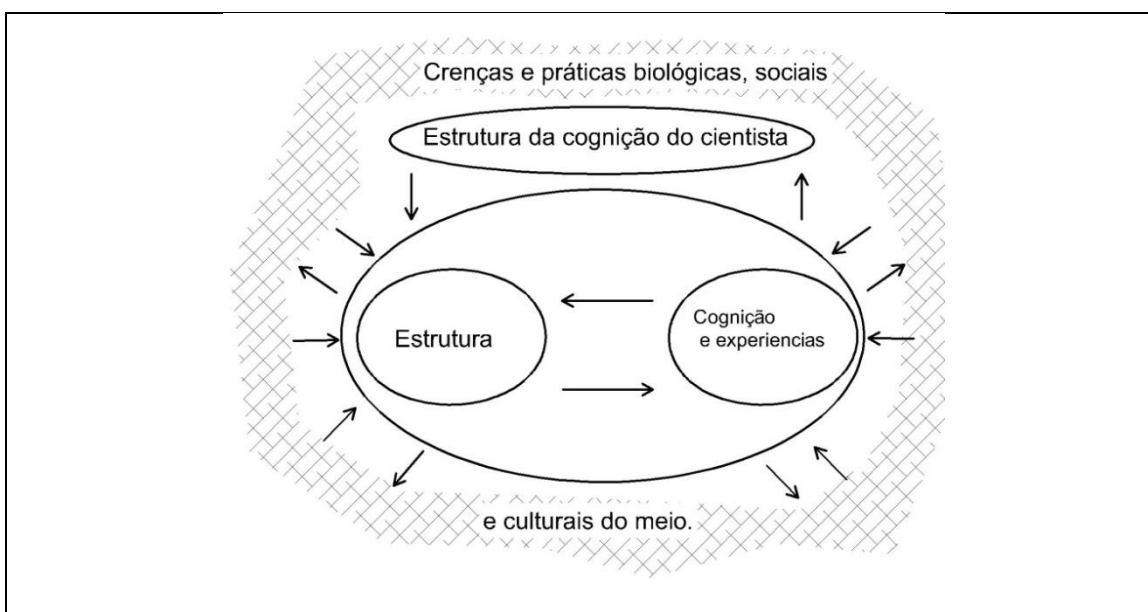 Crenças e práticas biológicas, sociais
Estrutura da cognição do cientista
Estrutura
Cognição
e experiencias
e culturais do meio.